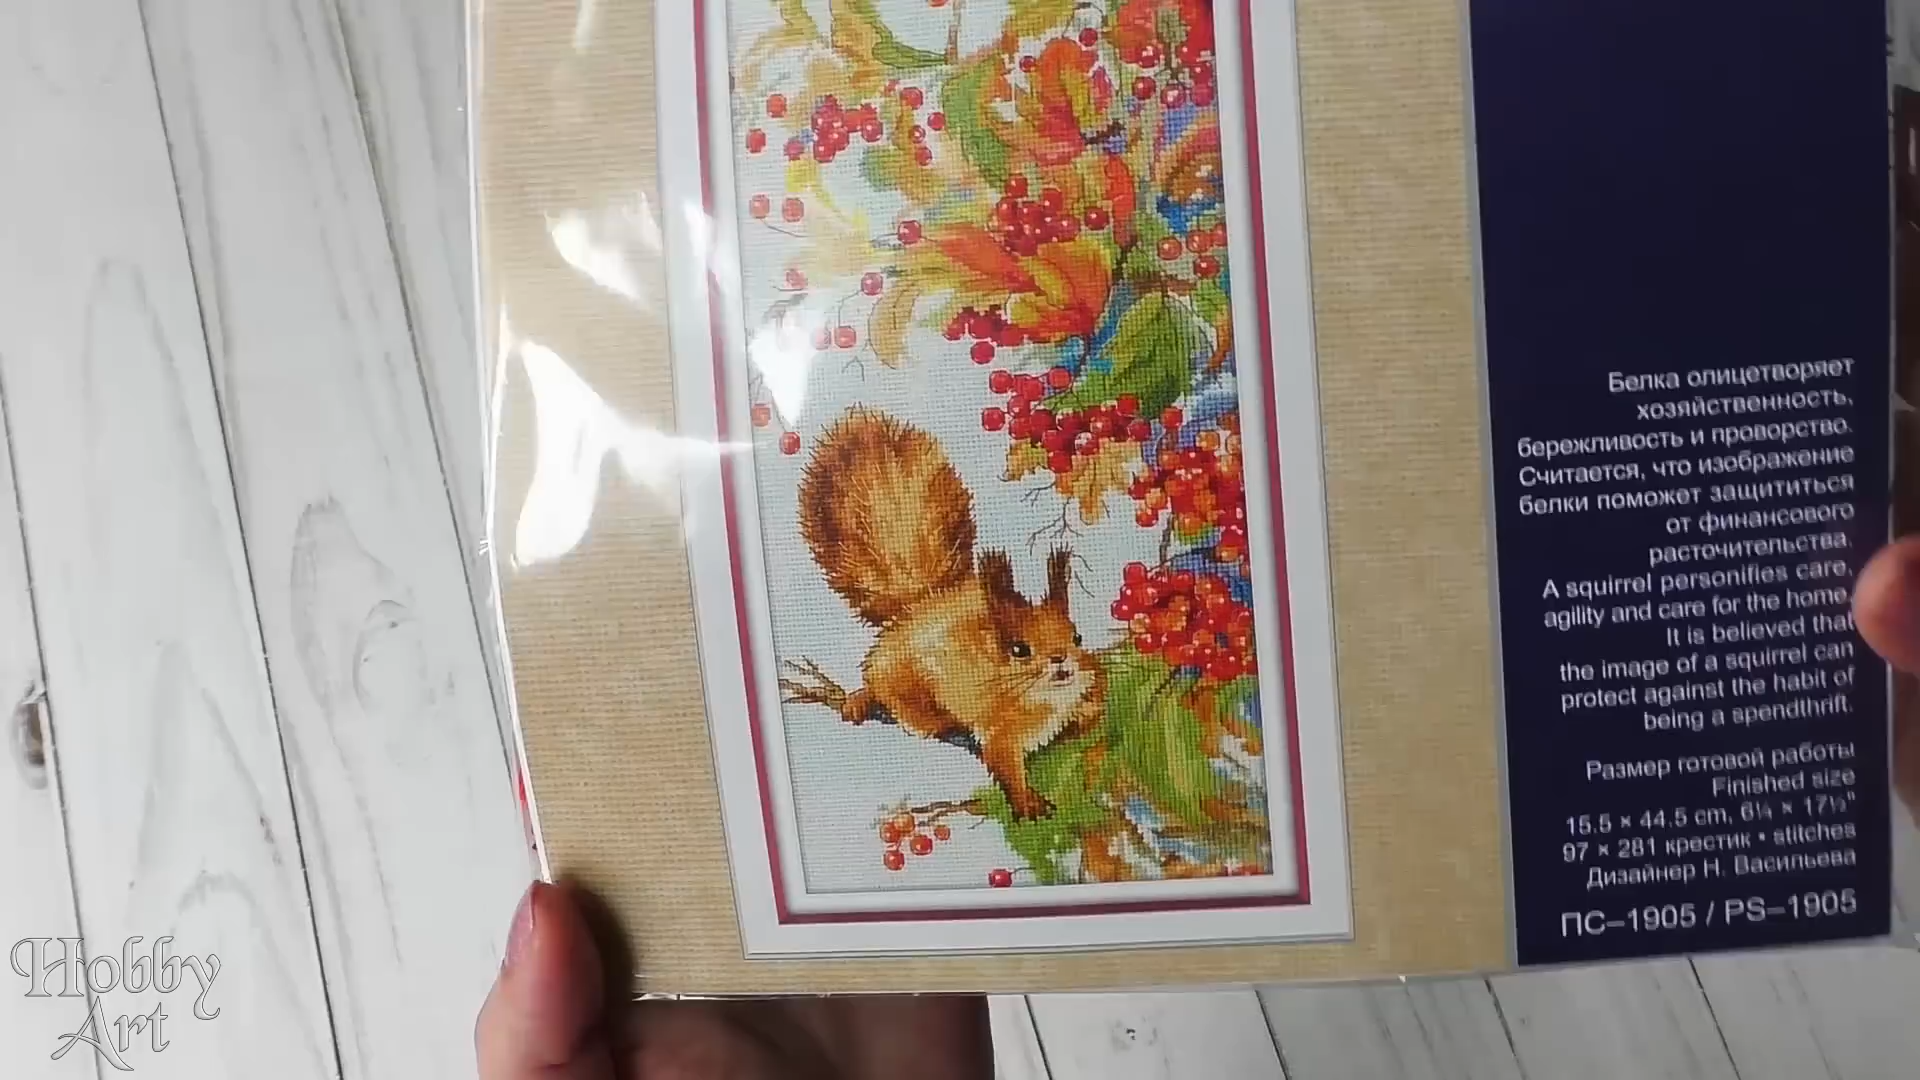 Белка олицетворяет
хозяйственность,
бережливость и проворство.
Считается, что изображение
белки поможет защититься
от финансового
расточительства.
A squirrel personifies care,
agility and care for the home.
It is believed that
the image of a squirrel can
protect against the habit of
being a spendthrift.
Размер готовой работы
Finished size
15.5 × 44.5 cm, 6¼ × 17½"
97 × 281 крестик • stitches
Дизайнер Н. Васильева
ПС–1905 / PS–1905
Hobby
Art